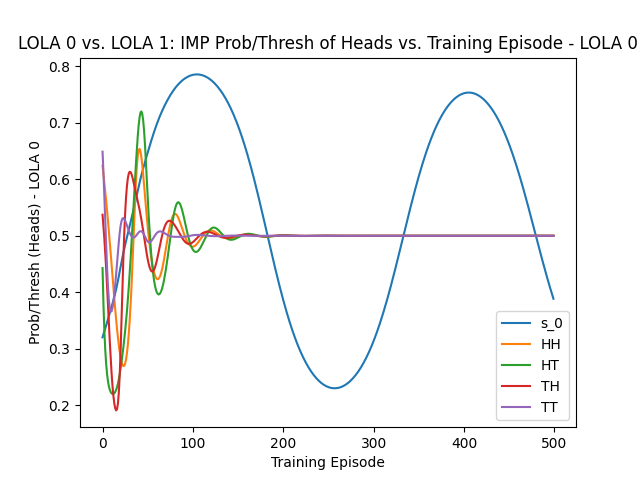 LOLA 0 vs. LOLA 1: IMP Prob/Thresh of Heads vs. Training Episode - LOLA 0
Prob/Thresh (Heads) - LOLA 0
0.8
0.7
0.6
0.5
0.4
0.3
0.2
s_0
HH
HT
TH
TT
0
100
200
300
400
500
Training Episode